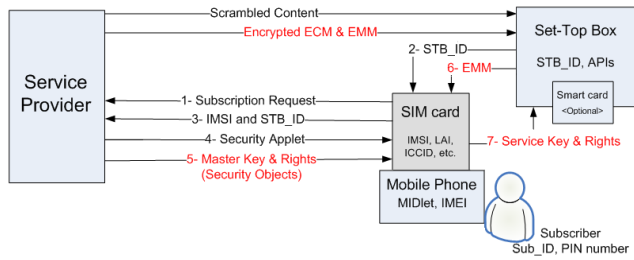 Scrambled Content
Encrypted ECM & EMM
Set-Top Box
STB_ID, APIs
Smart card
<Optional>
2- STB_ID
6- EMM
Service
Provider
1- Subscription Request
3- IMSI and STB_ID
4- Security Applet
5- Master Key & Rights
(Security Objects)
SIM card
IMSI, LAI,
ICCID, etc.
7- Service Key & Rights
Mobile Phone
MIDlet, IMEI
Subscriber
Sub_ID, PIN number